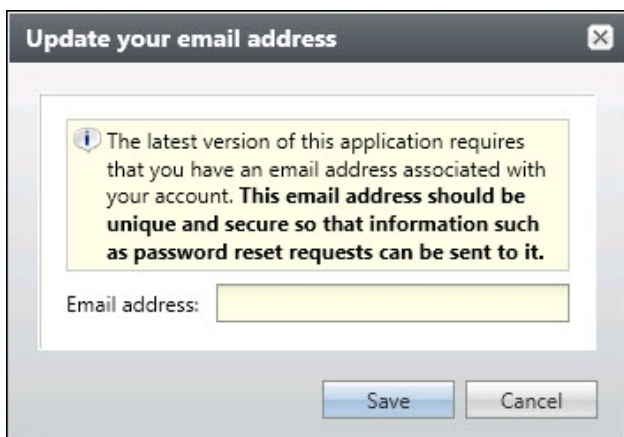 Update your email address
The latest version of this application requires
that you have an email address associated with
your account. This email address should be
unique and secure so that information such
as password reset requests can be sent to it.
Email address:
Save Cancel